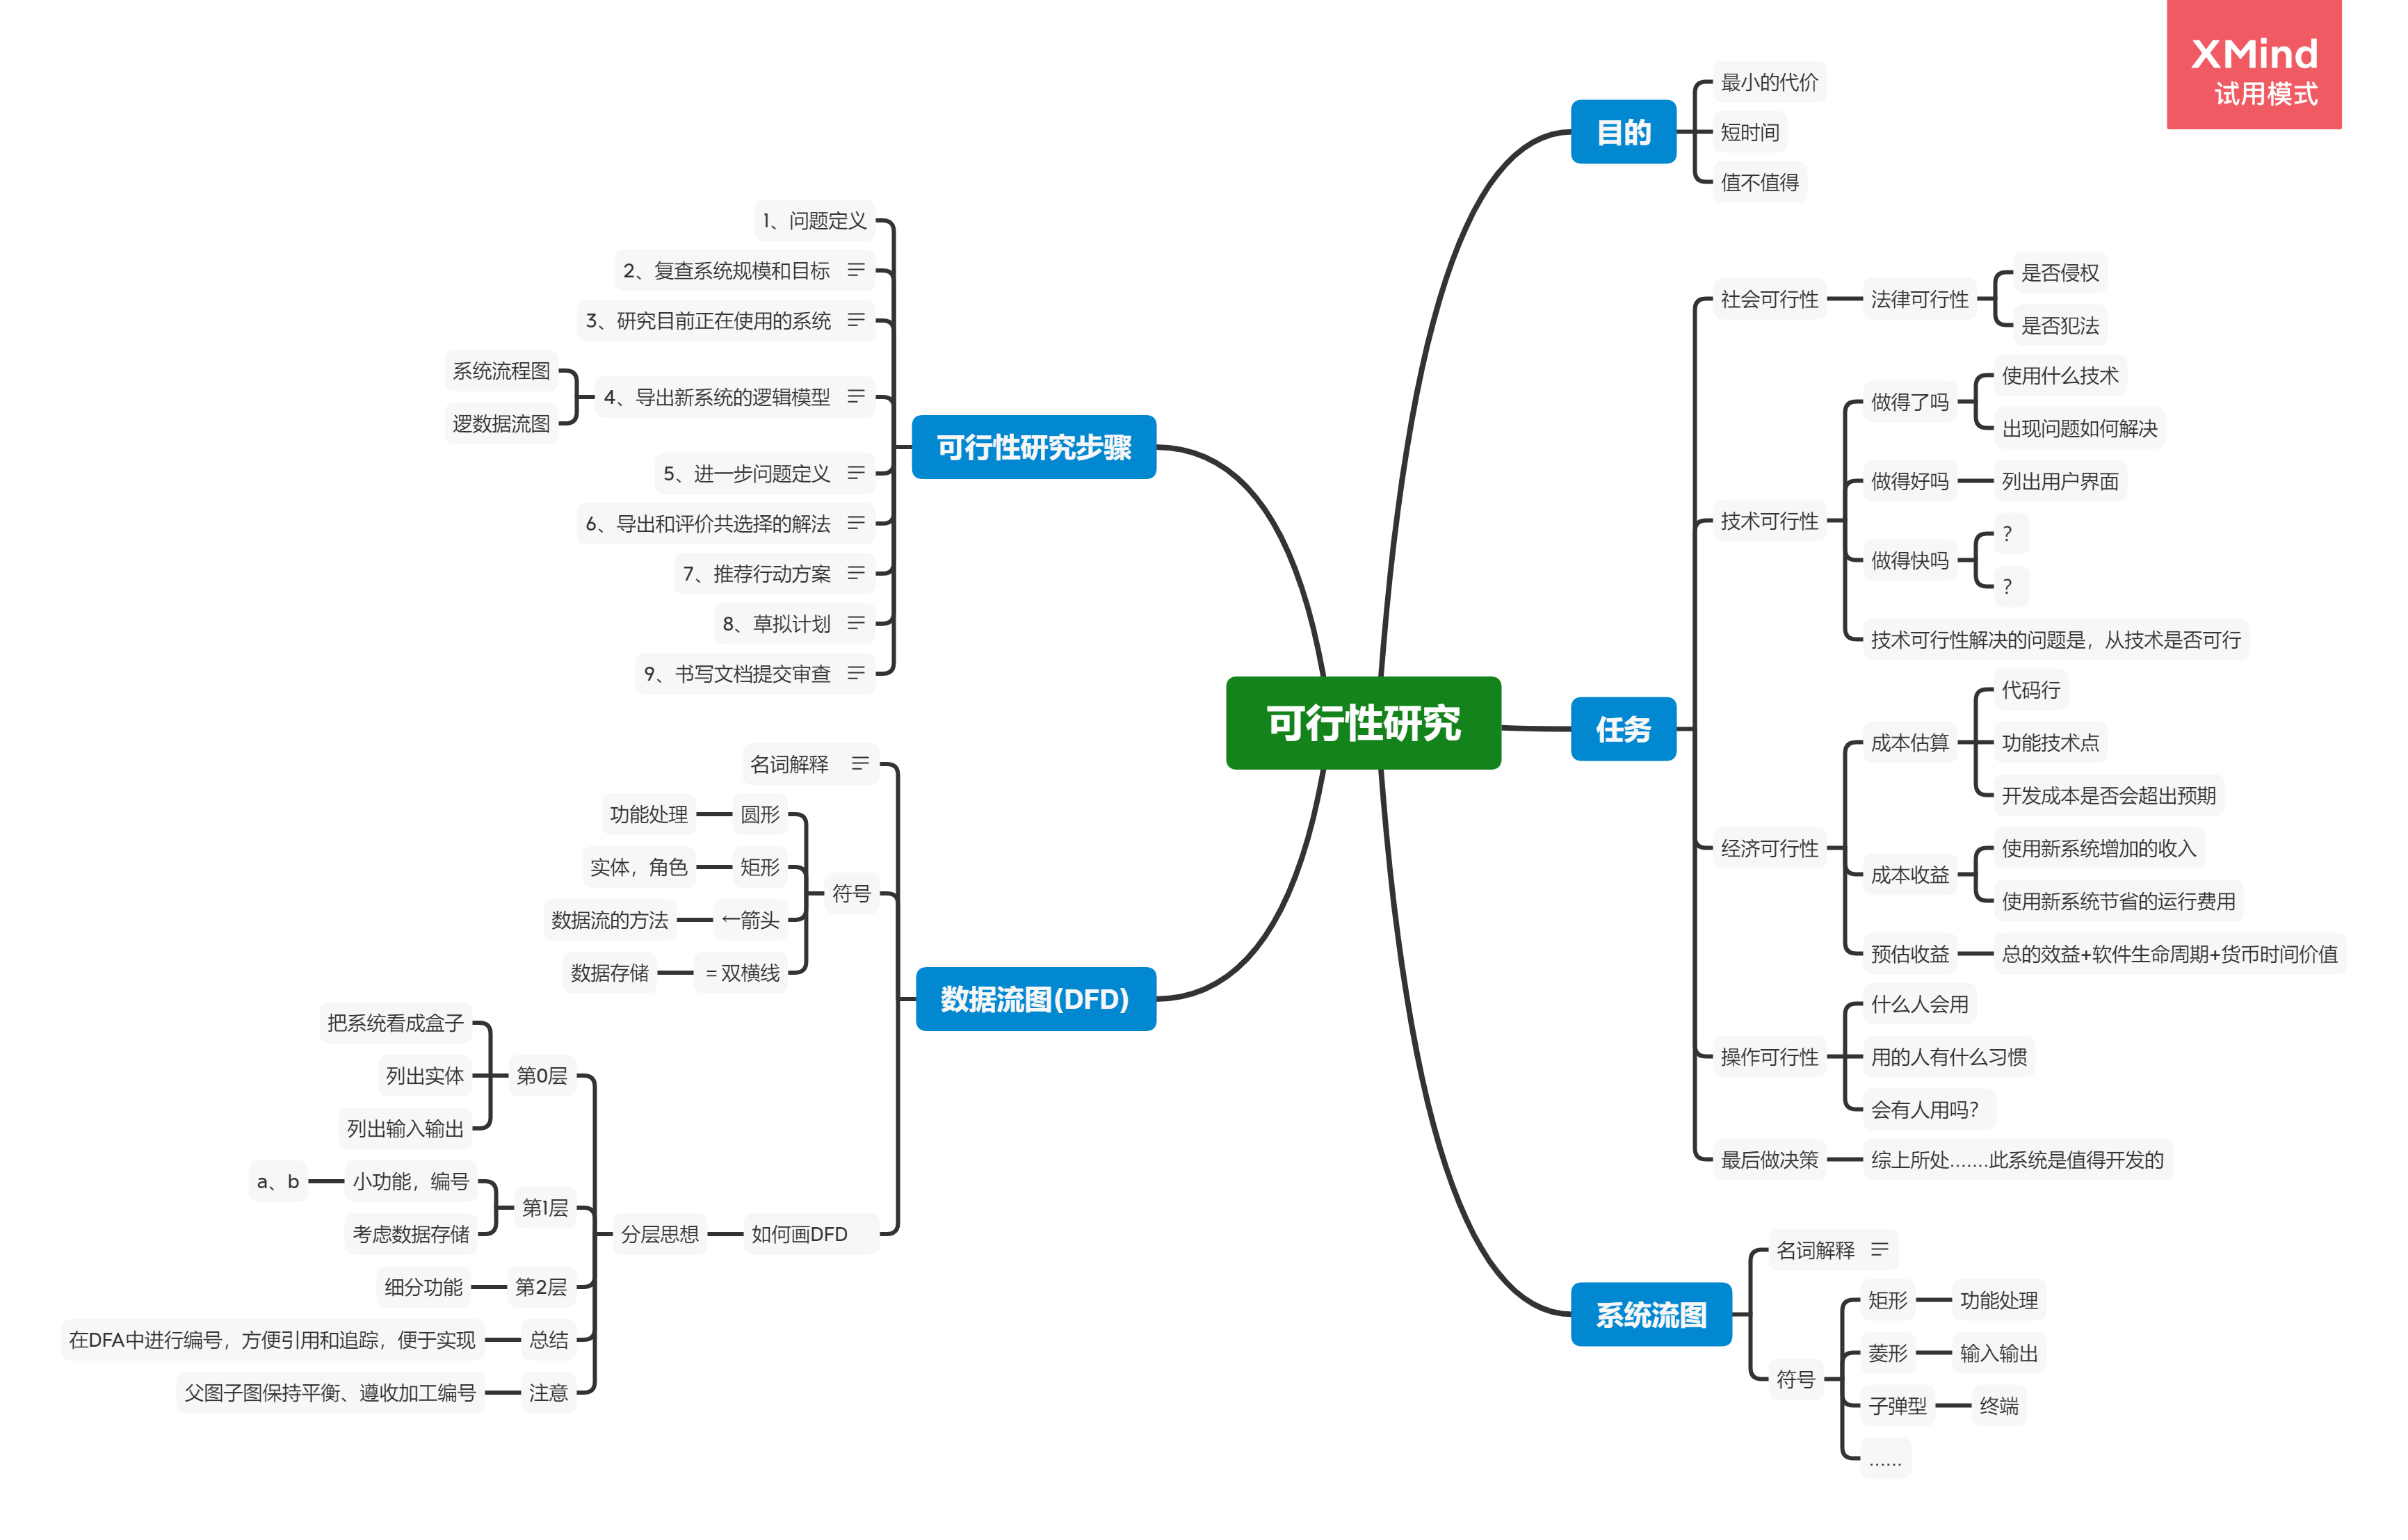 XMind
试用模式
可行性研究
目的
最小的代价
短时间
值不值得
任务
社会可行性
法律可行性
是否侵权
是否犯法
技术可行性
做得了吗
使用什么技术
出现问题如何解决
做得好吗
列出用户界面
做得快吗
？
？
技术可行性解决的问题是，从技术是否可行
经济可行性
成本估算
代码行
功能技术点
开发成本是否会超出预期
成本收益
使用新系统增加的收入
使用新系统节省的运行费用
预估收益
总的效益+软件生命周期+货币时间价值
操作可行性
什么人会用
用的人有什么习惯
会有人用吗？
最后做决策
综上所处.......此系统是值得开发的
系统流图
名词解释
符号
矩形
功能处理
菱形
输入输出
子弹型
终端
......
可行性研究步骤
1、问题定义
2、复查系统规模和目标
3、研究目前正在使用的系统
4、导出新系统的逻辑模型
系统流程图
逻数据流图
5、进一步问题定义
6、导出和评价共选择的解法
7、推荐行动方案
8、草拟计划
9、书写文档提交审查
数据流图(DFD)
名词解释
符号
圆形
功能处理
矩形
实体，角色
←箭头
数据流的方法
＝双横线
数据存储
如何画DFD
分层思想
第0层
把系统看成盒子
列出实体
列出输入输出
第1层
小功能，编号
a、b
考虑数据存储
第2层
细分功能
总结
在DFA中进行编号，方便引用和追踪，便于实现
注意
父图子图保持平衡、遵收加工编号